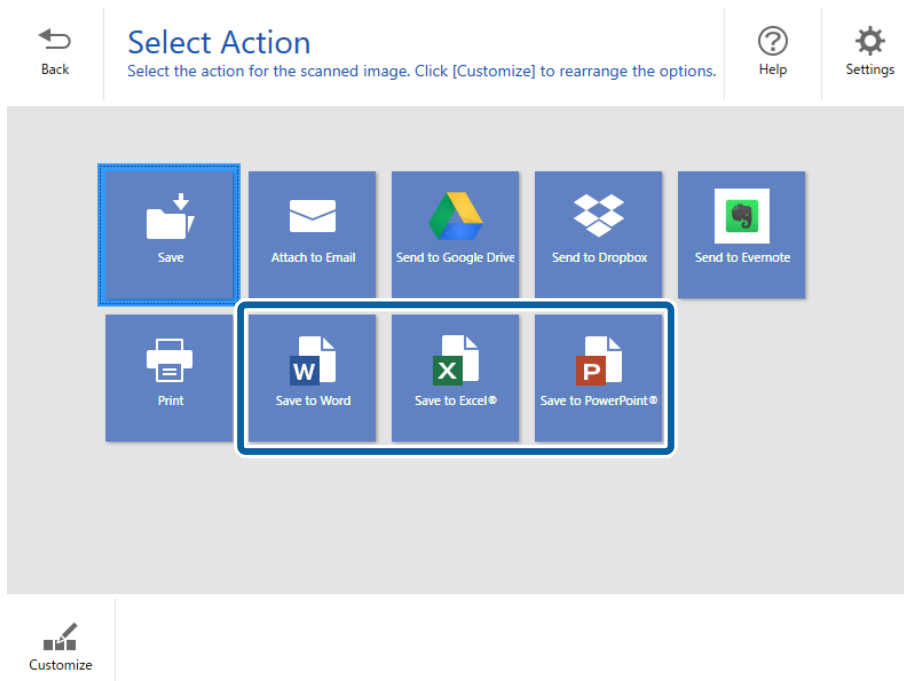 Back
Select Action
Select the action for the scanned image. Click [Customize] to rearrange the options.
Help
Settings
Save
Attach to Email
Send to Google Drive
Send to Dropbox
Send to Evernote
Print
W
Save to Word
X
Save to Excel®
P
Save to PowerPoint®
Customize